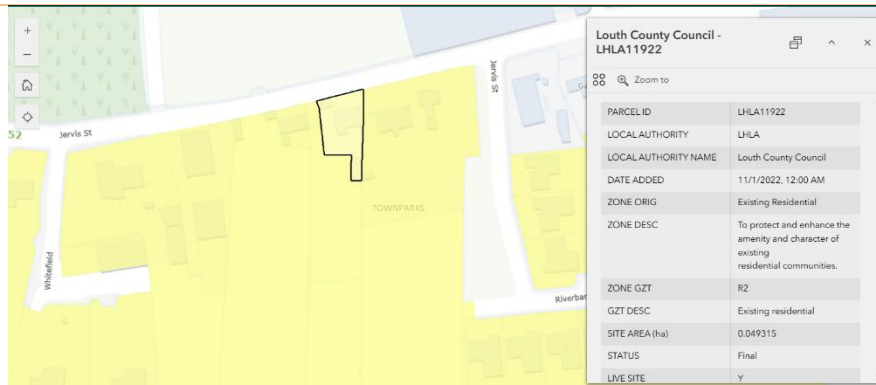 +
−
52
Jervis St
Whitefield
Jervis St
TOWNPARKS
Louth County Council -
LHLA11922
Zoom to
PARCEL ID LHLA11922
LOCAL AUTHORITY LHLA
LOCAL AUTHORITY NAME Louth County Council
DATE ADDED 11/1/2022, 12:00 AM
ZONE ORIG Existing Residential
ZONE DESC To protect and enhance the
amenity and character of
existing
residential communities.
ZONE GZT R2
GZT DESC Existing residential
SITE AREA (ha) 0.049315
STATUS Final
LIVE SITE Y